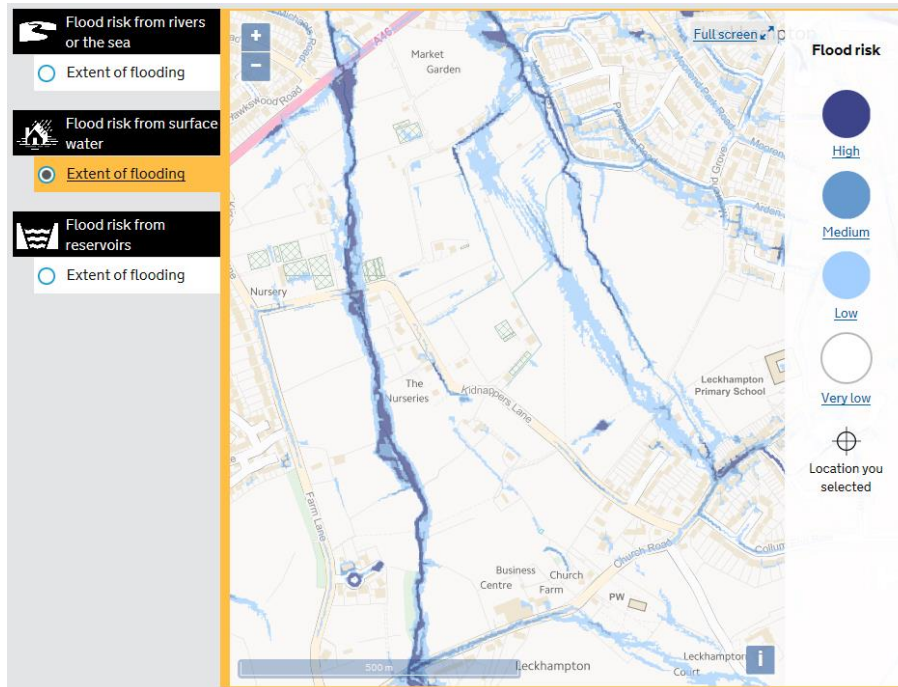 Flood risk from rivers
or the sea
Extent of flooding
Flood risk from surface
water
Extent of flooding
Flood risk from
reservoirs
Extent of flooding
+
−
Full screen
A46
Market
Garden
Nursery
The
Nurseries
Kidnappers Lane
Leckhampton
Primary School
Farm Lane
Church Road
Business
Centre
Church
Farm
PW
500 m
Leckhampton
Leckhampton
Court
i
Flood risk
High
Medium
Low
Very low
Location you
selected